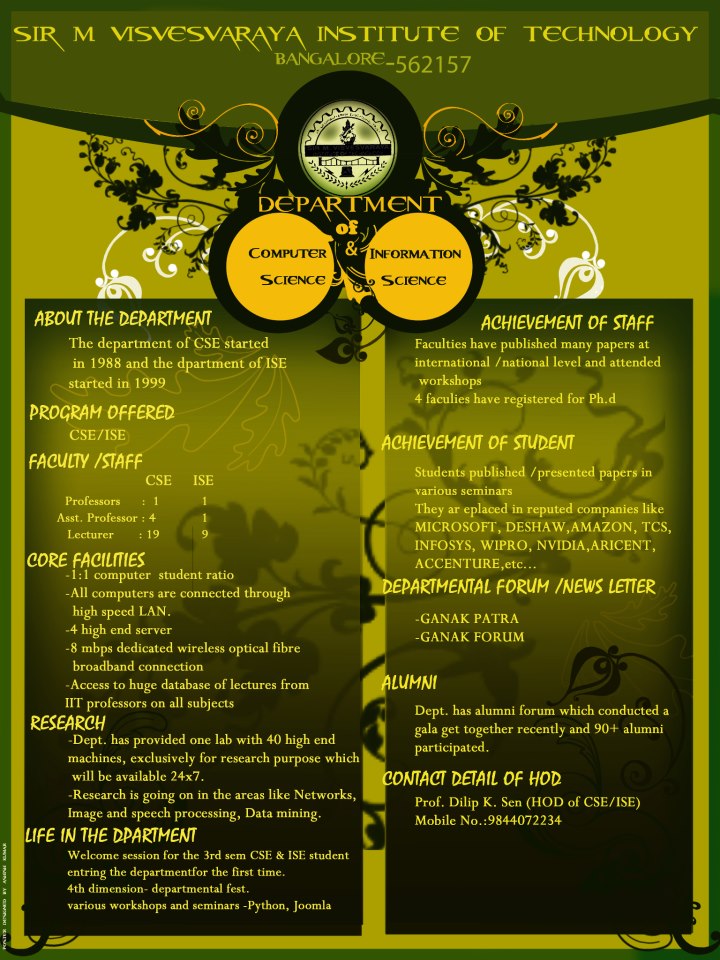 SIR M VISVESVARAYA INSTITUTE OF TECHNOLOGY
BANGALORE-562157
DEPARTMENT
of
COMPUTER & INFORMATION
SCIENCE SCIENCE
ABOUT THE DEPARTMENT
The department of CSE started
in 1988 and the dpartment of ISE
started in 1999
PROGRAM OFFERED
CSE/ISE
FACULTY /STAFF
CSE ISE
Professors : 1 1
Asst. Professor : 4 1
Lecturer : 19 9
CORE FACILITIES
-1:1 computer student ratio
-All computers are connected through
high speed LAN.
-4 high end server
-8 mbps dedicated wireless optical fibre
broadband connection
-Access to huge database of lectures from
IIT professors on all subjects
RESEARCH
-Dept. has provided one lab with 40 high end
machines, exclusively for research purpose which
will be available 24x7.
-Research is going on in the areas like Networks,
Image and speech processing, Data mining.
LIFE IN THE DPARTMENT
Welcome session for the 3rd sem CSE & ISE student
entring the departmentfor the first time.
4th dimension- departmental fest.
various workshops and seminars -Python, Joomla
ACHIEVEMENT OF STAFF
Faculties have published many papers at
international /national level and attended
workshops
4 faculies have registered for Ph.d
ACHIEVEMENT OF STUDENT
Students published /presented papers in
various seminars
They ar eplaced in reputed companies like
MICROSOFT, DESHAW,AMAZON, TCS,
INFOSYS, WIPRO, NVIDIA,ARICENT,
ACCENTURE,etc...
DEPARTMENTAL FORUM /NEWS LETTER
-GANAK PATRA
-GANAK FORUM
ALUMNI
Dept. has alumni forum which conducted a
gala get together recently and 90+ alumni
participated.
CONTACT DETAIL OF HOD
Prof. Dilip K. Sen (HOD of CSE/ISE)
Mobile No.:9844072234
POSTER DESIGNED BY KUMAR